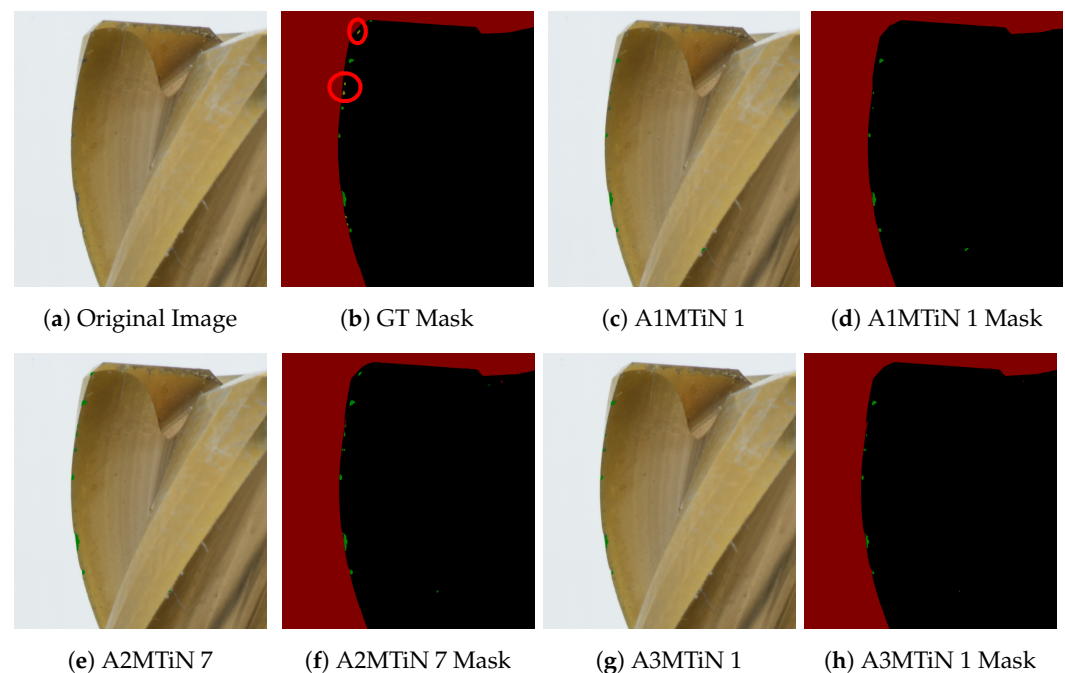 (a) Original Image
(b) GT Mask
(c) A1MTiN 1
(d) A1MTiN 1 Mask
(e) A2MTiN 7
(f) A2MTiN 7 Mask
(g) A3MTiN 1
(h) A3MTiN 1 Mask